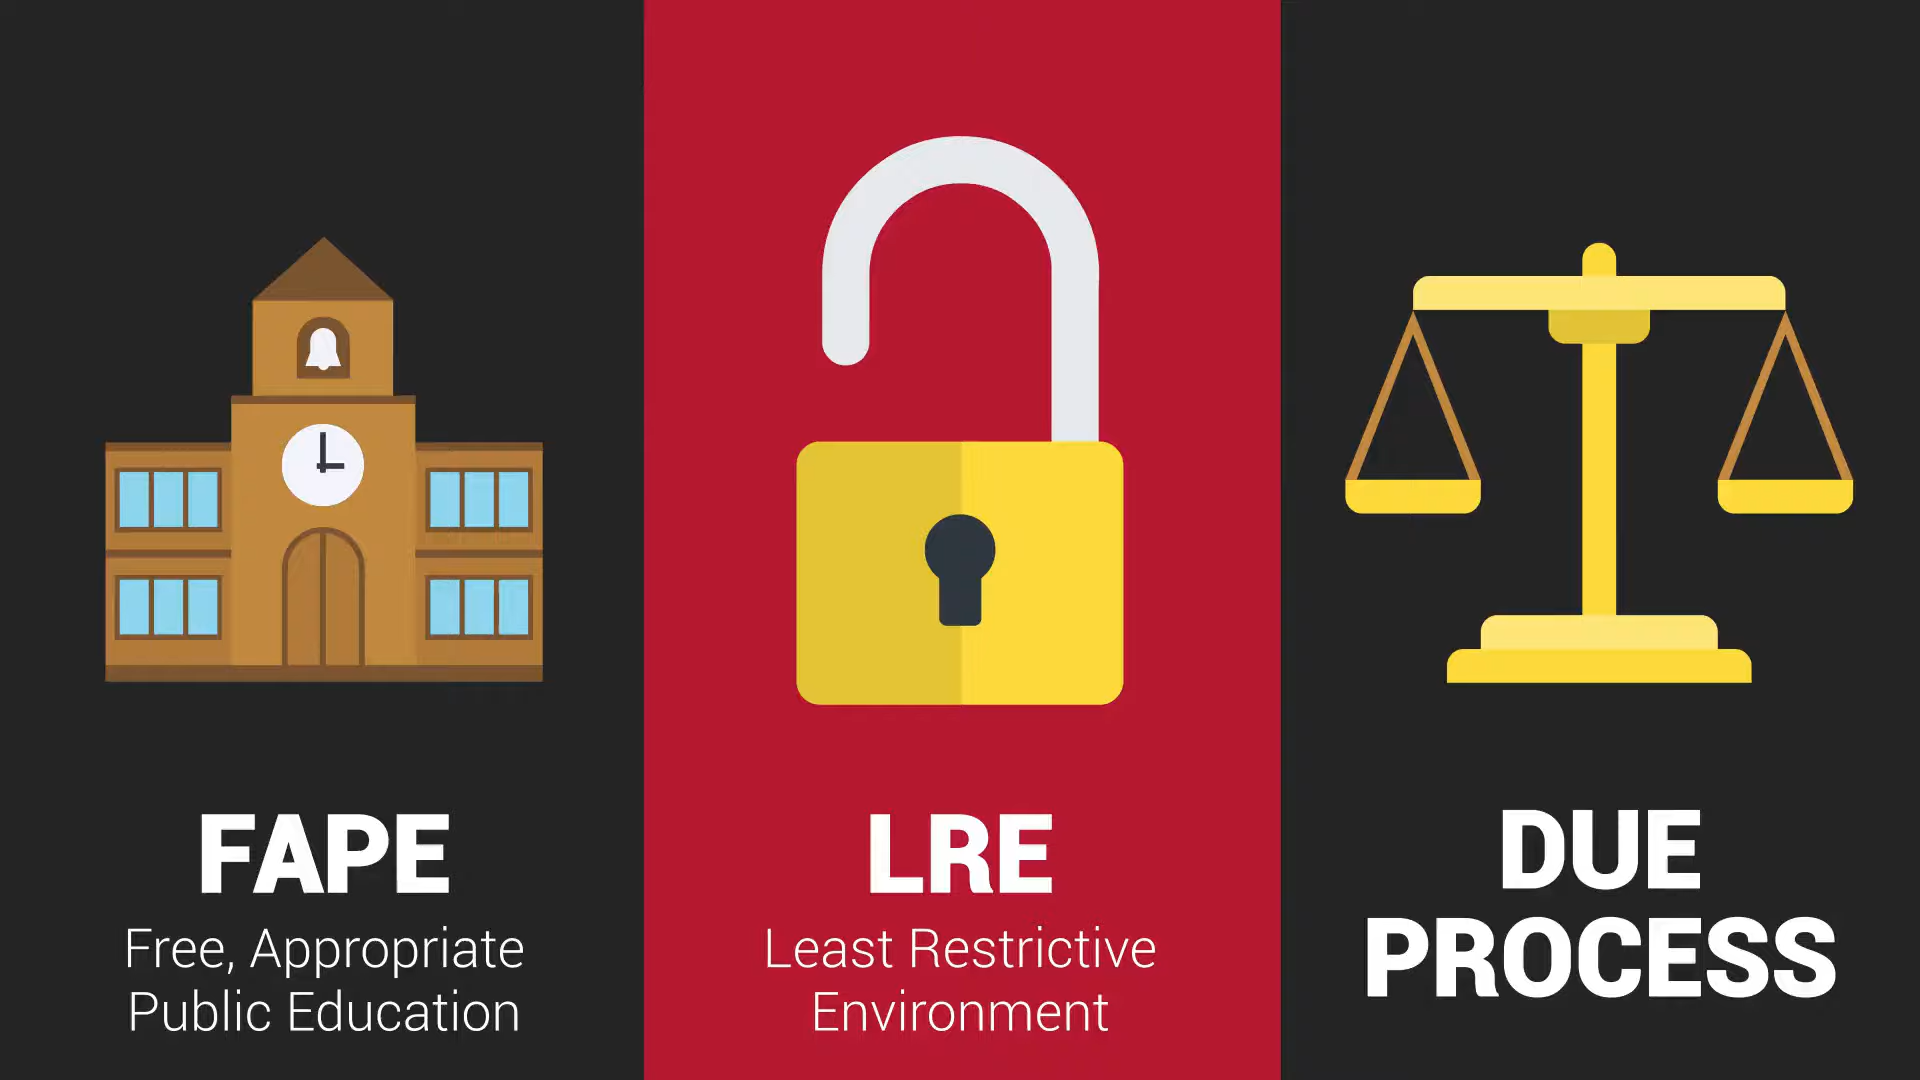 FAPE
Free, Appropriate
Public Education
LRE
Least Restrictive
Environment
DUE
PROCESS